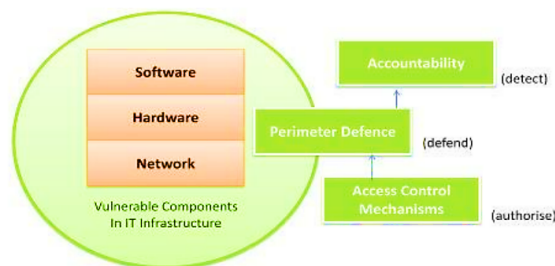 Software
Hardware
Network
Vulnerable Components
In IT Infrastructure
Accountability
(detect)
Perimeter Defence
(defend)
Access Control
Mechanisms
(authorise)